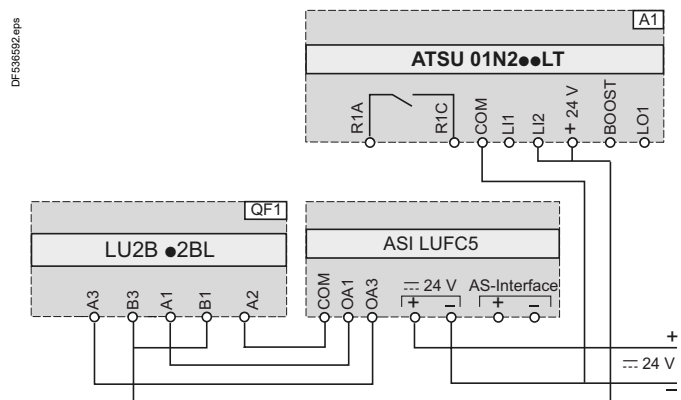 DF536592.eps
A1
ATSU 01N2●●LT
R1A
R1C
COM
LI1
LI2
+ 24 V
BOOST
LO1
QF1
LU2B ●2BL
A3
B3
A1
B1
A2
ASI LUFC5
COM
OA1
OA3
⎓ 24 V
AS-Interface
+ – + –
+
⎓ 24 V
–